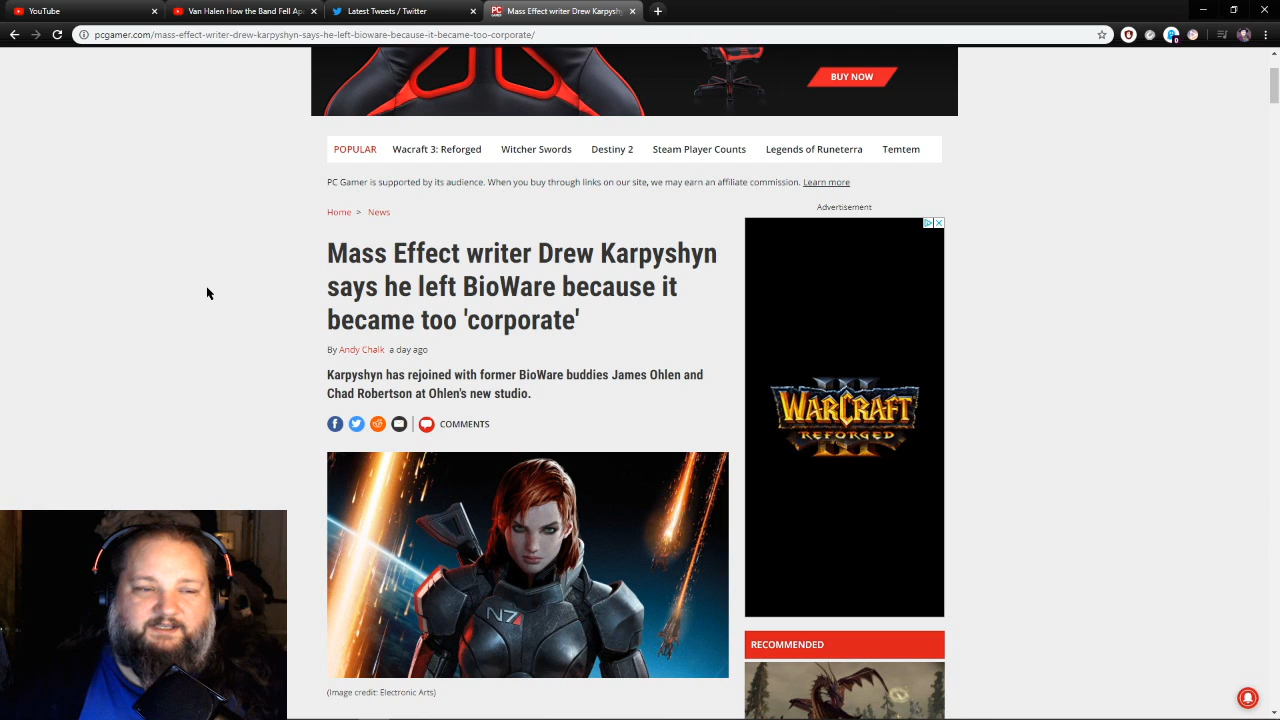 YouTube
Van Halen How the Band Fell Ap
Latest Tweets / Twitter
Mass Effect writer Drew Karpyshyn
pcgamer.com/mass-effect-writer-drew-karpyshyn-says-he-left-bioware-because-it-became-too-corporate/
BUY NOW
POPULAR Wacraft 3: Reforged Witcher Swords Destiny 2 Steam Player Counts Legends of Runeterra Temtem
PC Gamer is supported by its audience. When you buy through links on our site, we may earn an affiliate commission. Learn more
Home > News
Advertisement
Mass Effect writer Drew Karpyshyn
says he left BioWare because it
became too 'corporate'
By Andy Chalk a day ago
Karpyshyn has rejoined with former BioWare buddies James Ohlen and
Chad Robertson at Ohlen's new studio.
COMMENTS
N7
(Image credit: Electronic Arts)
WARCRAFT
III
REFORGED
RECOMMENDED